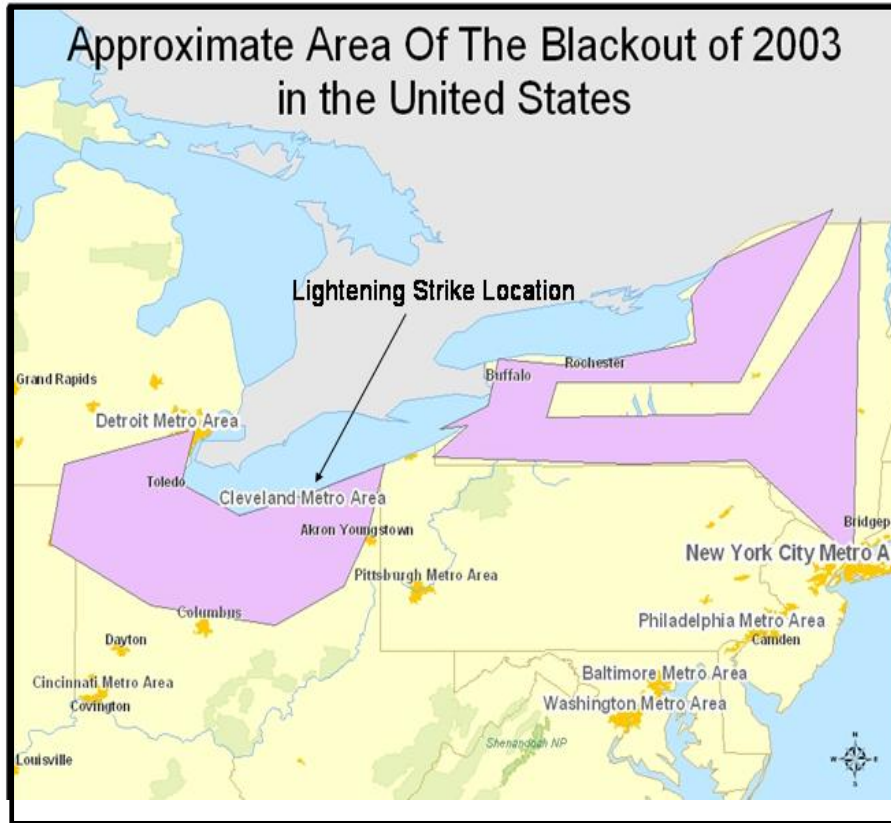 Approximate Area Of The Blackout of 2003
in the United States
Lightening Strike Location
Grand Rapids
Detroit Metro Area
Toledo
Cleveland Metro Area
Akron Youngstown
Buffalo
Rochester
Pittsburgh Metro Area
Columbus
Dayton
Cincinnati Metro Area
Covington
Louisville
Bridgep
New York City Metro A
Philadelphia Metro Area
Camden
Baltimore Metro Area
Washington Metro Area
Shenandoah NP
N
W
E
S